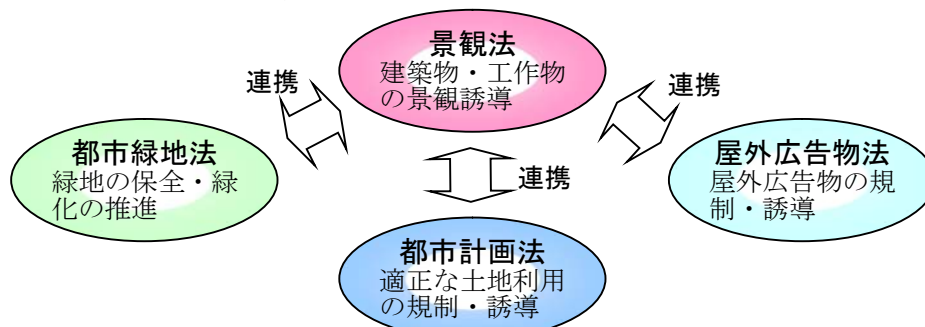 景観法
建築物・工作物
の景観誘導
連携
連携
都市緑地法
緑地の保全・緑
化の推進
連携
屋外広告物法
屋外広告物の規
制・誘導
都市計画法
適正な土地利用
の規制・誘導